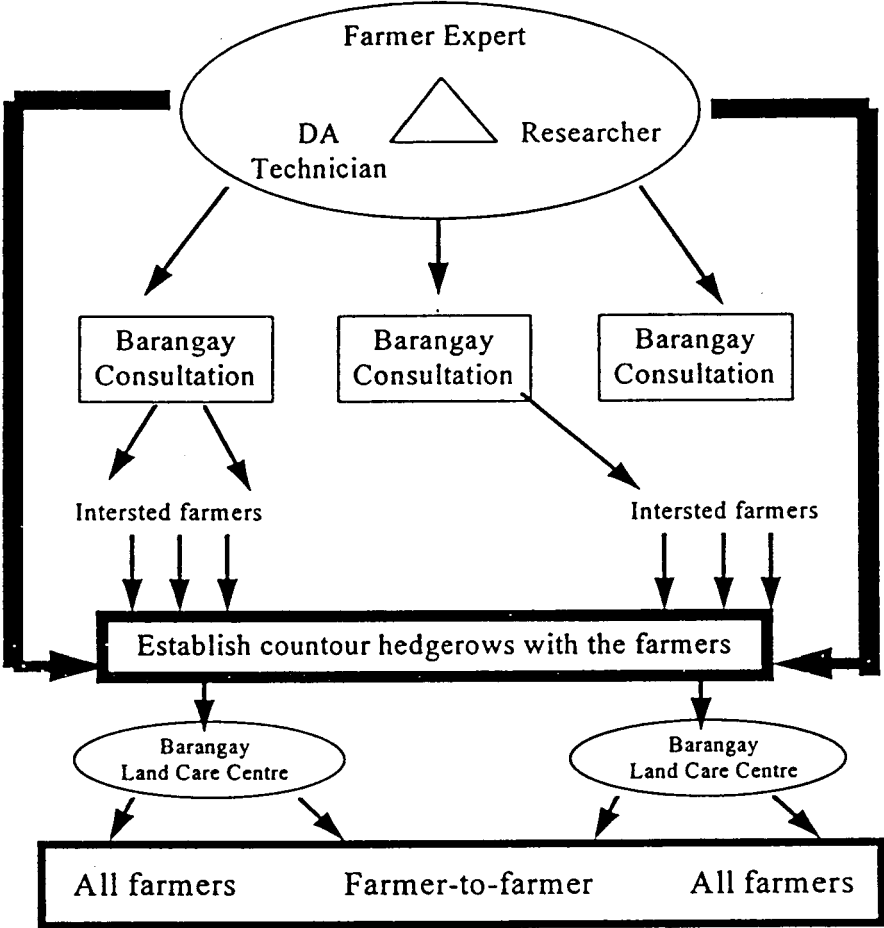 Farmer Expert
DA
Technician
Researcher
Barangay
Consultation
Barangay
Consultation
Barangay
Consultation
Intersted farmers
Intersted farmers
Establish countour hedgerows with the farmers
Barangay
Land Care Centre
Barangay
Land Care Centre
All farmers
Farmer-to-farmer
All farmers